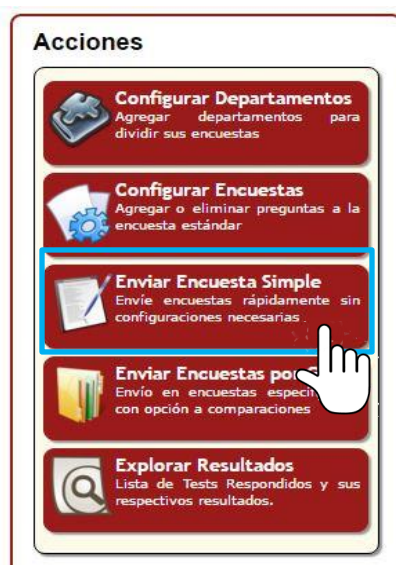 Acciones
Configurar Departamentos
Agregar departamentos para
dividir sus encuestas
Configurar Encuestas
Agregar o eliminar preguntas a la
encuesta estándar
Enviar Encuesta Simple
Envíe encuestas rápidamente sin
configuraciones necesarias
Enviar Encuestas por
Envío en encuestas
con opción a comparaciones
Explorar Resultados
Lista de Tests Respondidos y sus
respectivos resultados.